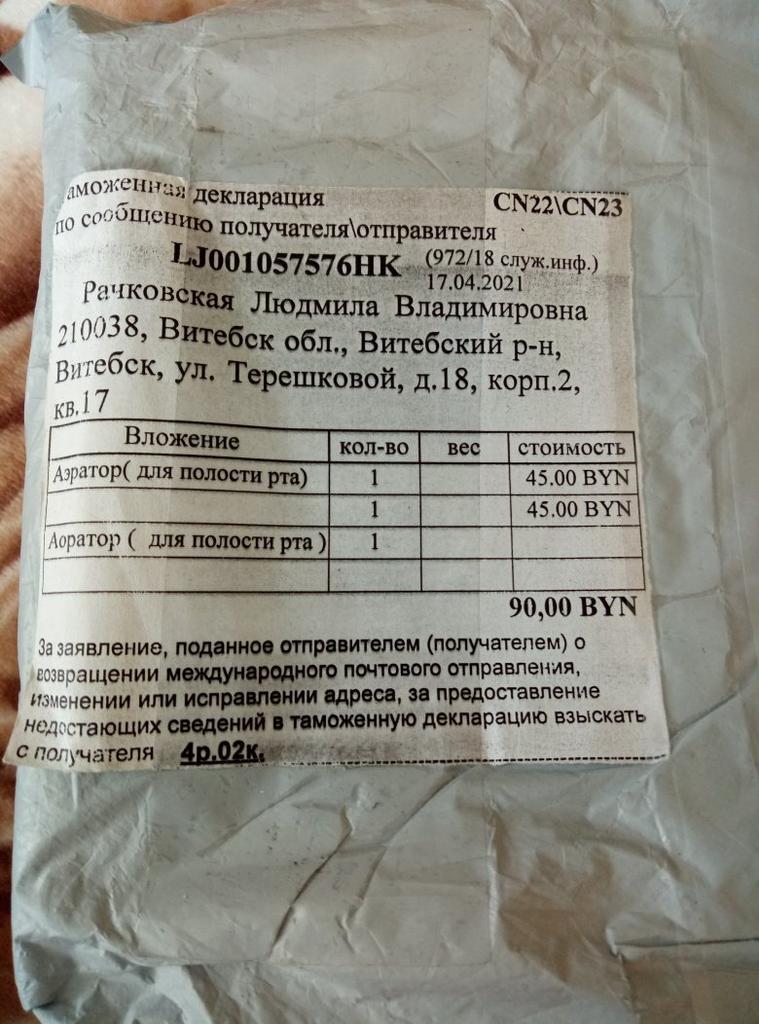 аможенная декларация CN22\CN23
по сообщению получателя\отправителя
LJ001057576HK (972/18 служ.инф.)
17.04.2021
Рачковская Людмила Владимировна
210038, Витебск обл., Витебский р-н,
Витебск, ул. Терешковой, д.18, корп.2,
кв.17
Вложение кол-во вес стоимость
Аэратор( для полости рта) 1 45.00 BYN
1 45.00 BYN
Аоратор ( для полости рта ) 1
90,00 BYN
За заявление, поданное отправителем (получателем) о
возвращении международного почтового отправления,
изменении или исправлении адреса, за предоставление
недостающих сведений в таможенную декларацию взыскать
с получателя 4р.02к.